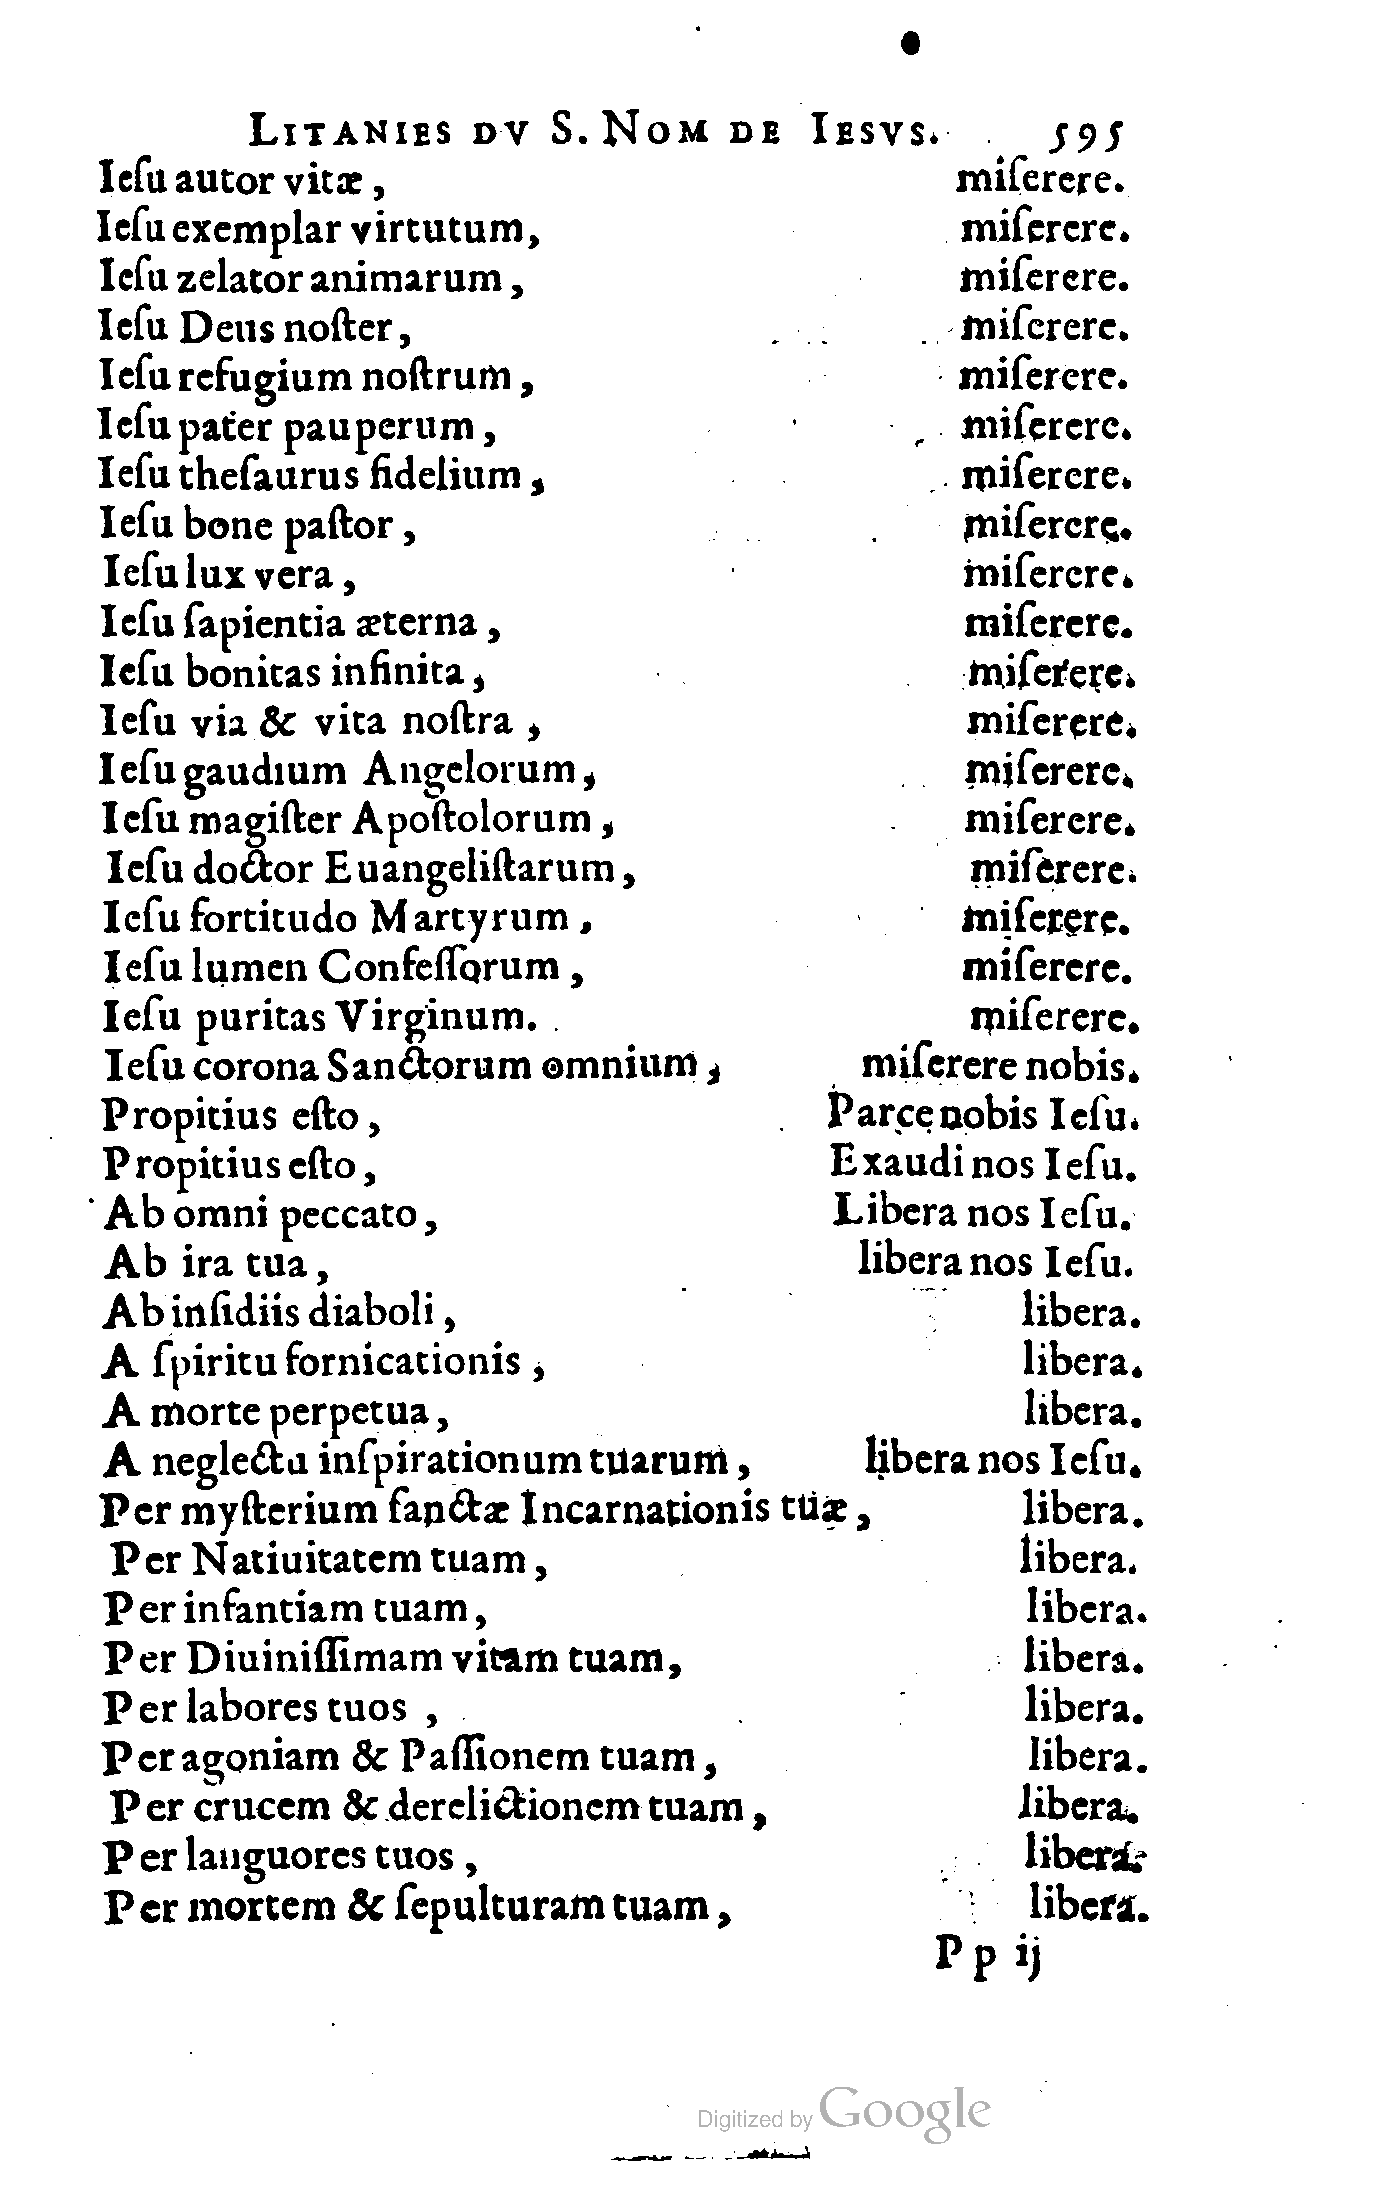 LITANIES DV S. NOM DE IESVS. 595
Ieſu autor vitæ, miſerere.
Ieſu exemplar virtutum, miſerere.
Ieſu zelator animarum, miſerere.
Ieſu Deus noſter, miſerere.
Ieſu refugium noſtrum, miſerere.
Ieſu pater pauperum, miſerere.
Ieſu theſaurus fidelium, miſerere.
Ieſu bone paſtor, miſerere.
Ieſu lux vera, miſerere.
Ieſu ſapientia æterna, miſerere.
Ieſu bonitas infinita, miſerere.
Ieſu via & vita noſtra, miſerere.
Ieſu gaudium Angelorum, miſerere.
Ieſu magiſter Apoſtolorum, miſerere.
Ieſu doctor Euangeliſtarum, miſerere.
Ieſu fortitudo Martyrum, miſerere.
Ieſu lumen Confeſſorum, miſerere.
Ieſu puritas Virginum. miſerere.
Ieſu corona Sanctorum omnium, miſerere nobis.
Propitius eſto, Parce nobis Ieſu.
Propitius eſto, Exaudi nos Ieſu.
Ab omni peccato, Libera nos Ieſu.
Ab ira tua, libera nos Ieſu.
Ab inſidiis diaboli, libera.
A ſpiritu fornicationis, libera.
A morte perpetua, libera.
A neglectu inſpirationum tuarum, libera nos Ieſu.
Per myſterium ſanctæ Incarnationis tuæ, libera.
Per Natiuitatem tuam, libera.
Per infantiam tuam, libera.
Per Diuiniſſimam vitam tuam, libera.
Per labores tuos, libera.
Per agoniam & Paſſionem tuam, libera.
Per crucem & derelictionem tuam, libera.
Per languores tuos, libera.
Per mortem & ſepulturam tuam, libera.
Pp ij
Digitized by Google